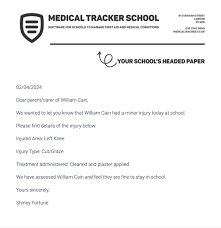 MEDICAL TRACKER SCHOOL
SOFTWARE FOR SCHOOLS TO MANAGE FIRST AID AND MEDICAL CONDITIONS
LONDON
MEDICALTRACKER.CO.UK
YOUR SCHOOL'S HEADED PAPER
02/04/2024
Dear parent/carer of William Cain,
We wanted to let you know that William Cain had a minor injury today at school.
Please find details of the injury below.
Injured Area: Left Knee
Injury Type: Cut/Graze
Treatment administered: Cleaned and plaster applied.
We have assessed William Cain and feel they are fine to stay in school.
Yours sincerely,
Shirley Fortune